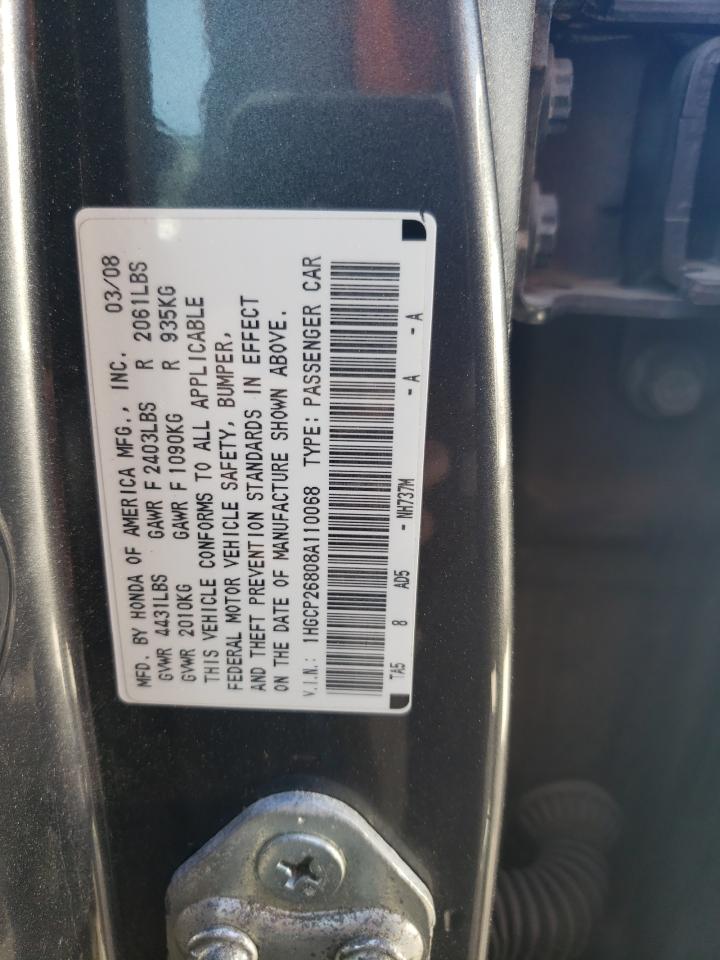 MFD. BY HONDA OF AMERICA MFG., INC. 03/08
GVWR 4431LBS GAWR F 2403LBS R 2061LBS
GVWR 2010KG GAWR F 1090KG R 935KG
THIS VEHICLE CONFORMS TO ALL APPLICABLE
FEDERAL MOTOR VEHICLE SAFETY, BUMPER,
AND THEFT PREVENTION STANDARDS IN EFFECT
ON THE DATE OF MANUFACTURE SHOWN ABOVE.
V.I.N.: 1HGCP26808A110068 TYPE: PASSENGER CAR
TA5 8 AD5 - NH737M - A - A